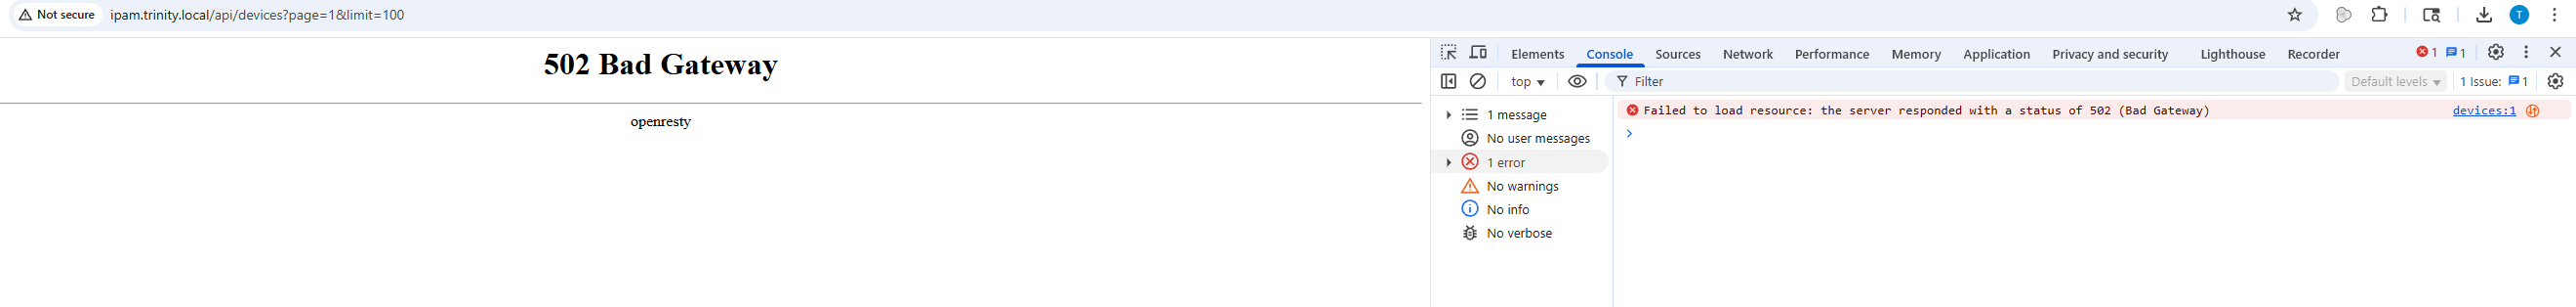 Not secure ipam.trinity.local/api/devices?page=1&limit=100 T
502 Bad Gateway
openresty
Elements Console Sources Network Performance Memory Application Privacy and security Lighthouse Recorder 1 1
top Filter Default levels 1 Issue: 1
1 message
No user messages
1 error
No warnings
No info
No verbose
Failed to load resource: the server responded with a status of 502 (Bad Gateway) devices:1